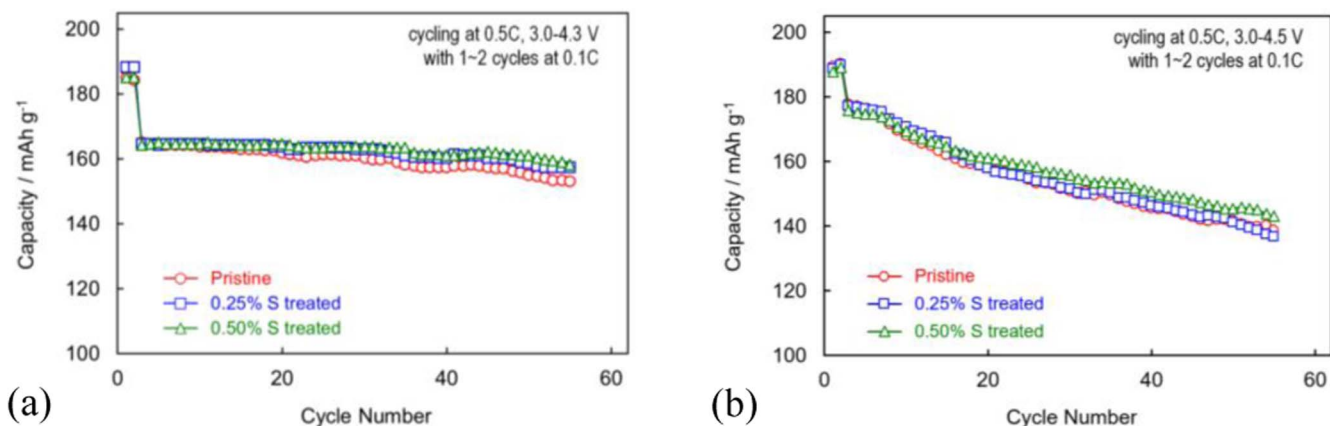 200
180
160
140
120
100
Capacity / mAh g⁻¹
cycling at 0.5C, 3.0-4.3 V
with 1~2 cycles at 0.1C
Pristine
0.25% S treated
0.50% S treated
0 20 40 60
Cycle Number
(a)
200
180
160
140
120
100
Capacity / mAh g⁻¹
cycling at 0.5C, 3.0-4.5 V
with 1~2 cycles at 0.1C
Pristine
0.25% S treated
0.50% S treated
0 20 40 60
Cycle Number
(b)